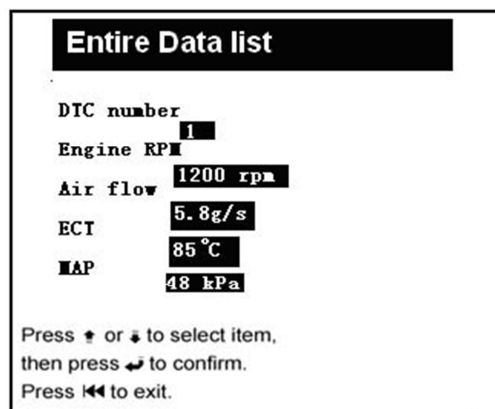 Entire Data list
DTC number
1
Engine RPM
1200 rpm
Air flow
5.8g/s
ECT
85°C
MAP
48 kPa
Press ⬆ or ⬇ to select item,
then press ↵ to confirm.
Press ⏮ to exit.